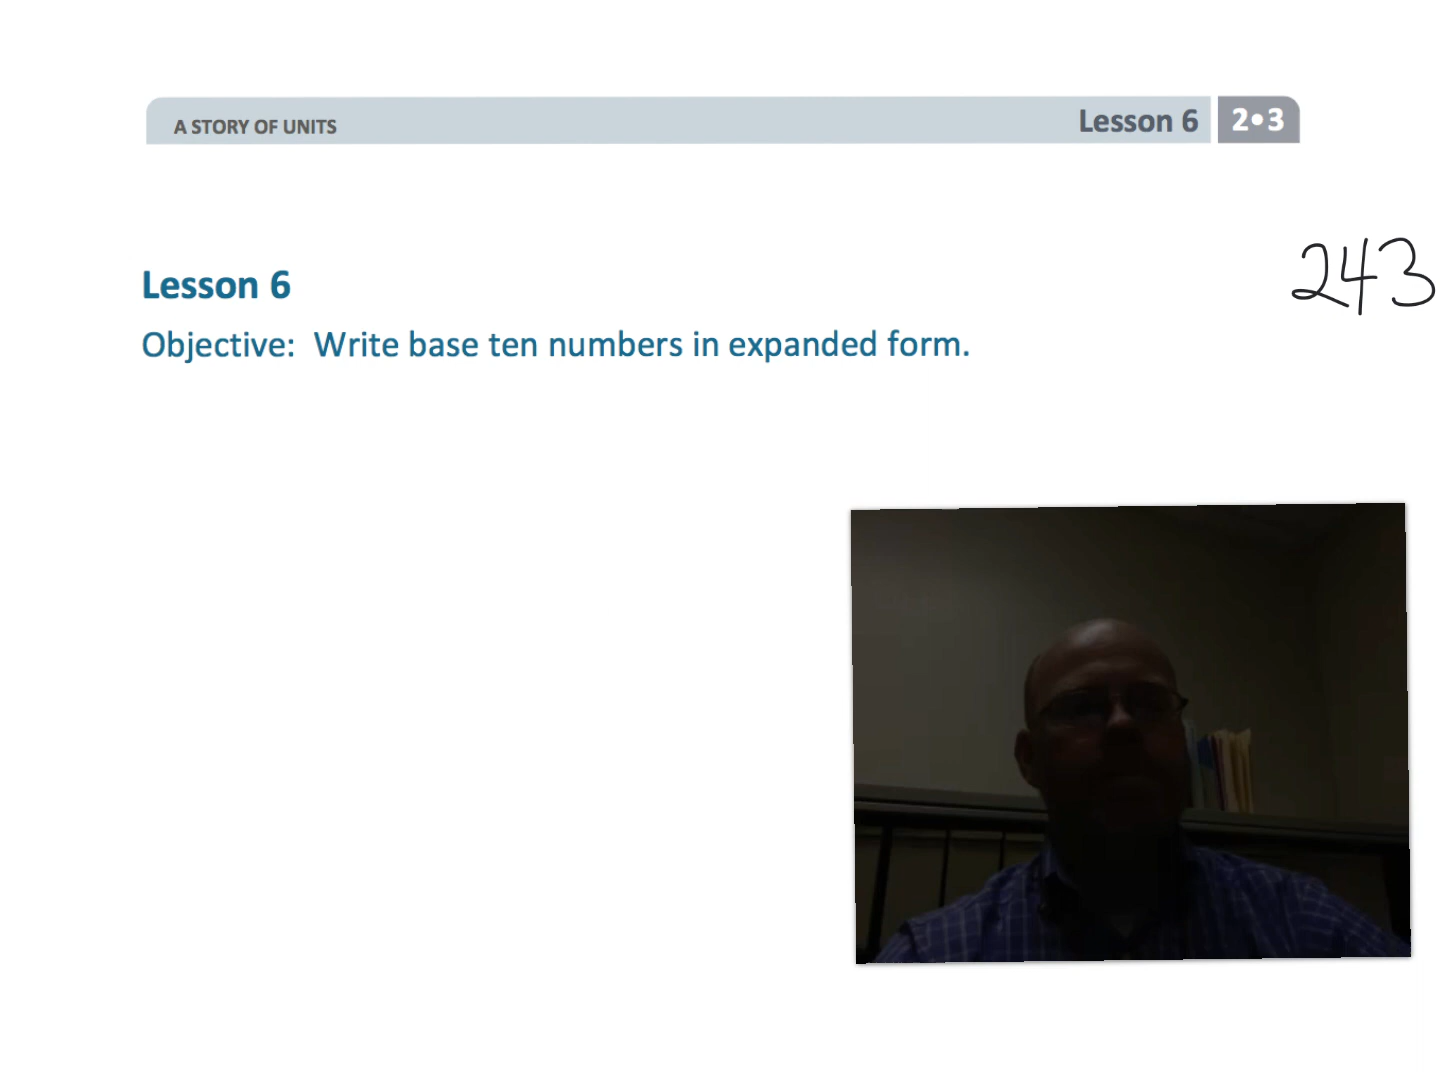 A STORY OF UNITS Lesson 6 2•3
243
Lesson 6
Objective: Write base ten numbers in expanded form.